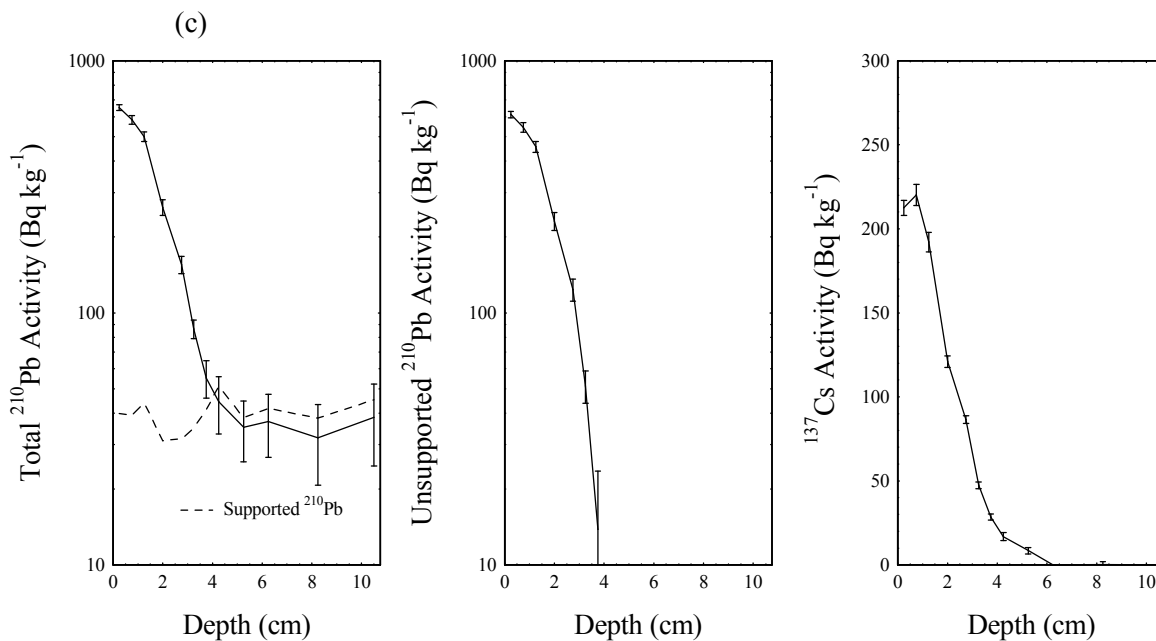 (c)
Total ²¹⁰Pb Activity (Bq kg⁻¹)
1000
100
10
0 2 4 6 8 10
Depth (cm)
Supported ²¹⁰Pb
Unsupported ²¹⁰Pb Activity (Bq kg⁻¹)
1000
100
10
0 2 4 6 8 10
Depth (cm)
¹³⁷Cs Activity (Bq kg⁻¹)
300
250
200
150
100
50
0
0 2 4 6 8 10
Depth (cm)